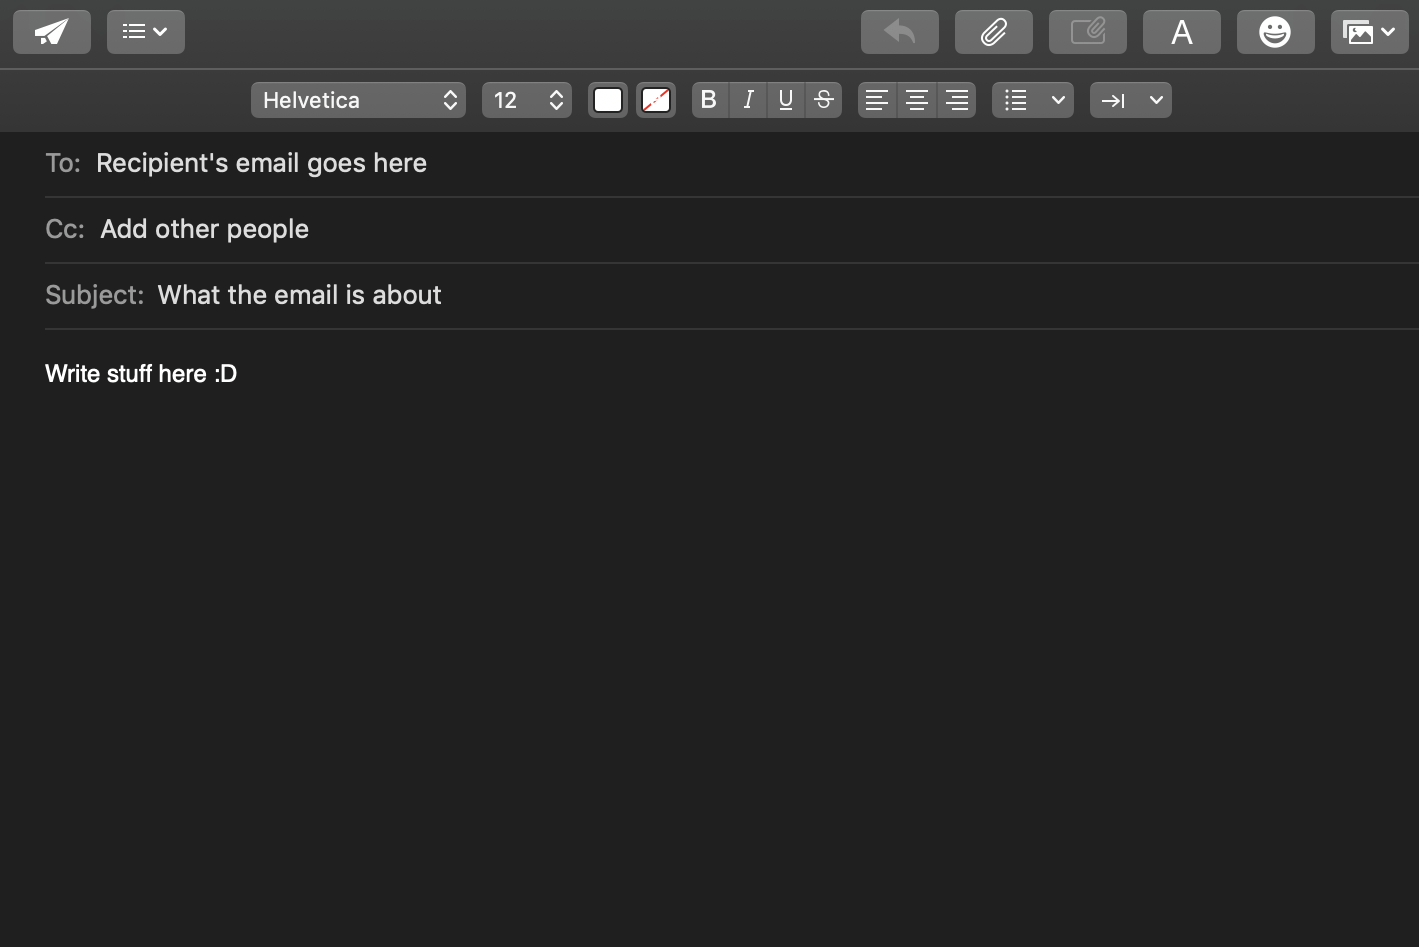 A
Helvetica 12 B I U S
To: Recipient's email goes here
Cc: Add other people
Subject: What the email is about
Write stuff here :D